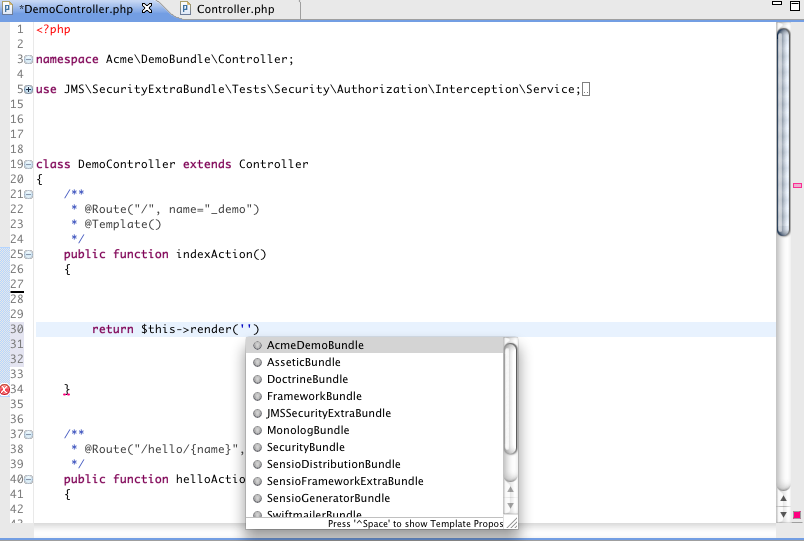 *DemoController.php
Controller.php
1 <?php
2
3 namespace Acme\DemoBundle\Controller;
4
5 use JMS\SecurityExtraBundle\Tests\Security\Authorization\Interception\Service;
15
16
17
18
19 class DemoController extends Controller
20 {
21 /**
22 * @Route("/", name="_demo")
23 * @Template()
24 */
25 public function indexAction()
26 {
27
28
29
30 return $this->render('')
31
32
33
34 }
35
36
37 /**
38 * @Route("/hello/{name}",
39 */
40 public function helloActio
41 {
42
43
AcmeDemoBundle
AsseticBundle
DoctrineBundle
FrameworkBundle
JMSSecurityExtraBundle
MonologBundle
SecurityBundle
SensioDistributionBundle
SensioFrameworkExtraBundle
SensioGeneratorBundle
SwiftmailerBundle
Press '^Space' to show Template Propos